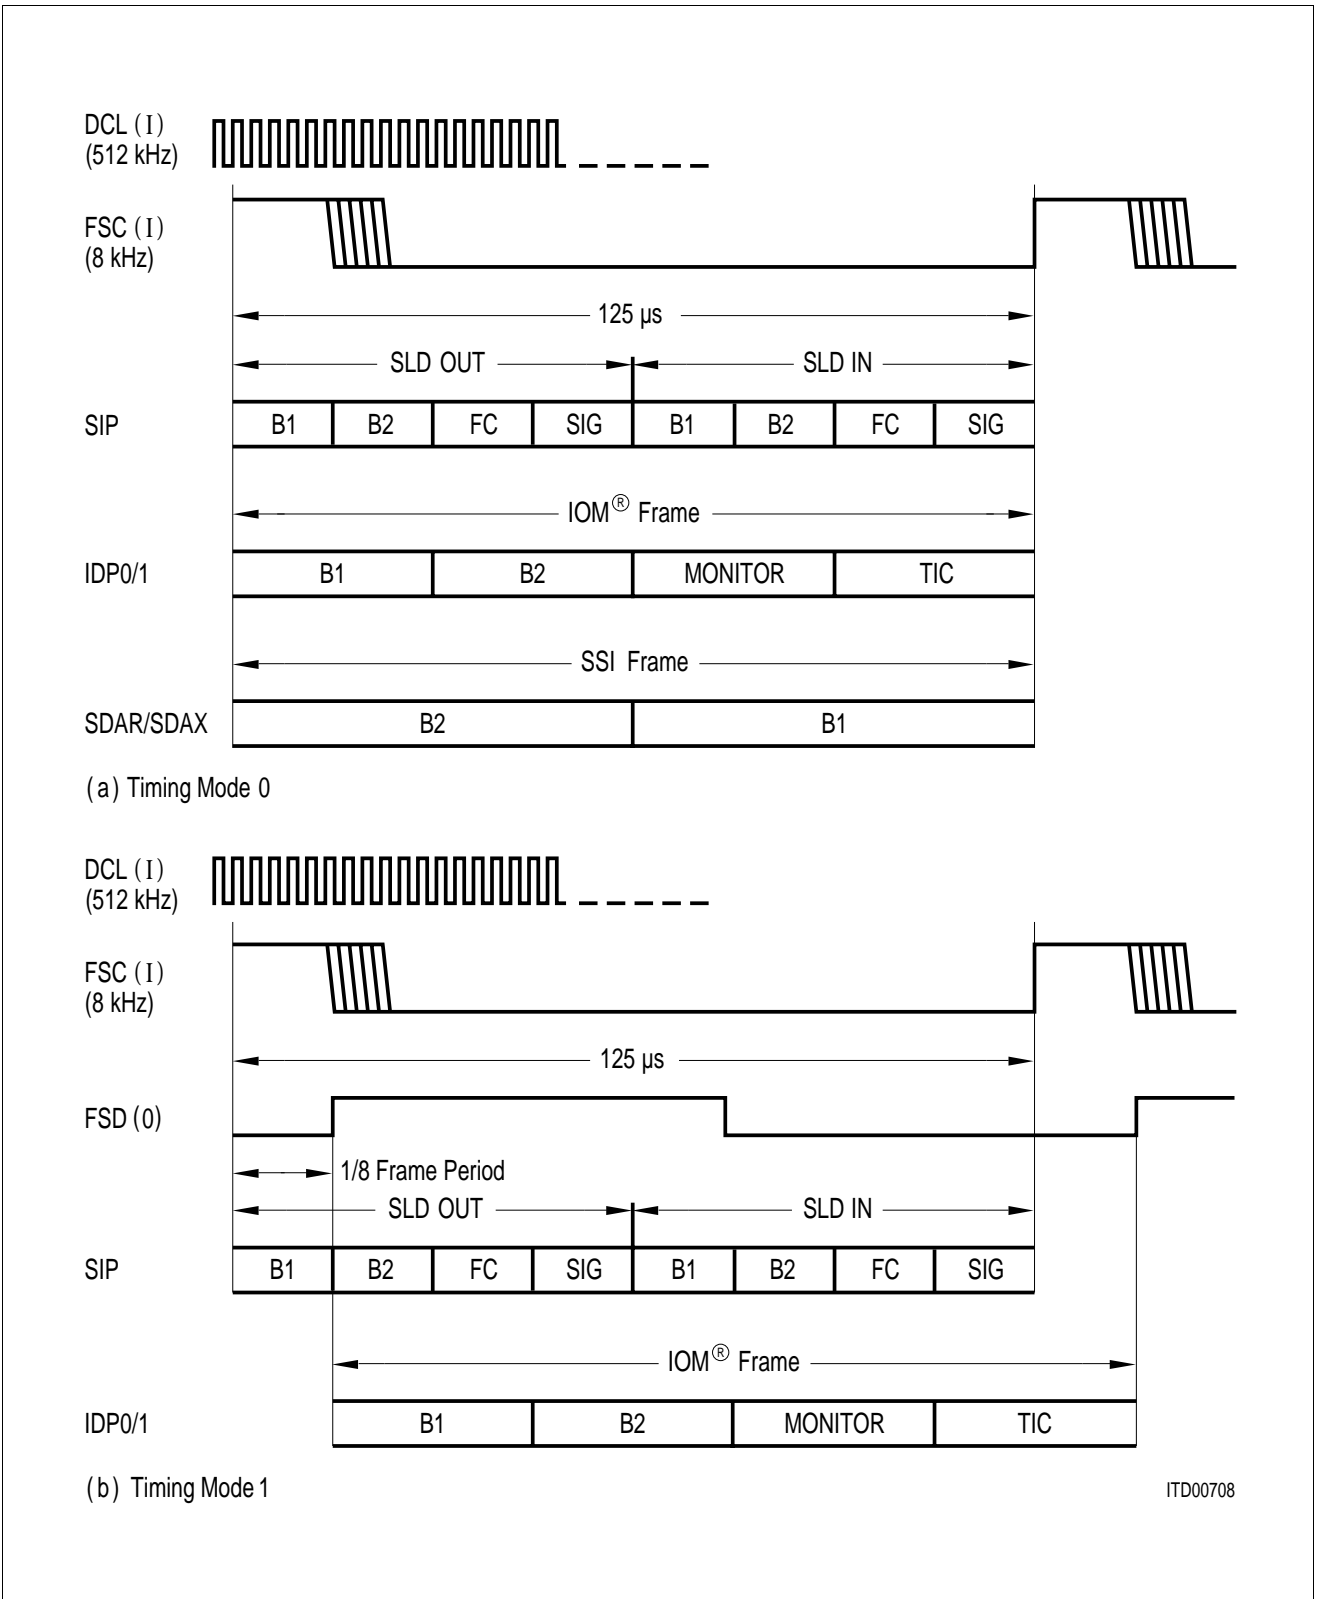 DCL (I)
(512 kHz)
FSC (I)
(8 kHz)
125 µs
SLD OUT SLD IN
SIP B1 B2 FC SIG B1 B2 FC SIG
IOM® Frame
IDP0/1 B1 B2 MONITOR TIC
SSI Frame
SDAR/SDAX B2 B1
(a) Timing Mode 0
DCL (I)
(512 kHz)
FSC (I)
(8 kHz)
125 µs
FSD (0)
1/8 Frame Period
SLD OUT SLD IN
SIP B1 B2 FC SIG B1 B2 FC SIG
IOM® Frame
IDP0/1 B1 B2 MONITOR TIC
(b) Timing Mode 1
ITD00708